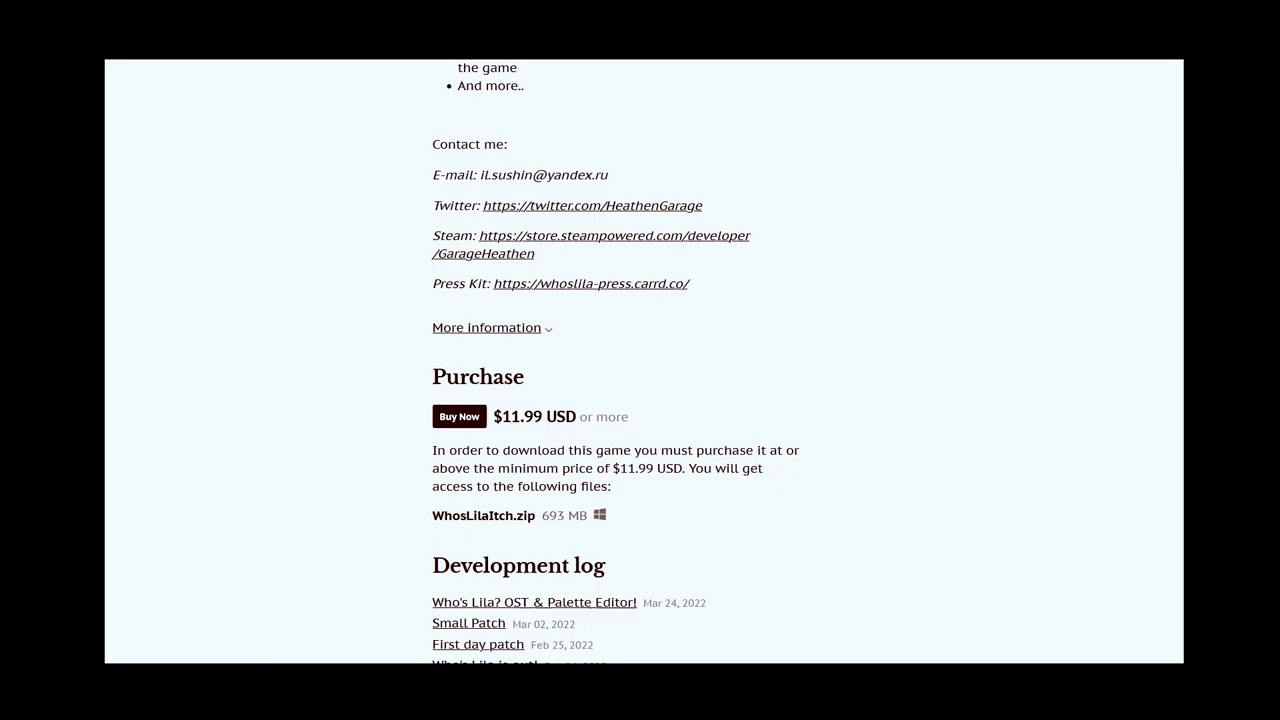 the game
• And more..
Contact me:
E-mail: il.sushin@yandex.ru
Twitter: https://twitter.com/HeathenGarage
Steam: https://store.steampowered.com/developer
/GarageHeathen
Press Kit: https://whoslila-press.carrd.co/
More information
Purchase
Buy Now $11.99 USD or more
In order to download this game you must purchase it at or
above the minimum price of $11.99 USD. You will get
access to the following files:
WhosLilaItch.zip 693 MB
Development log
Who's Lila? OST & Palette Editor! Mar 24, 2022
Small Patch Mar 02, 2022
First day patch Feb 25, 2022
Who's Lila is out!